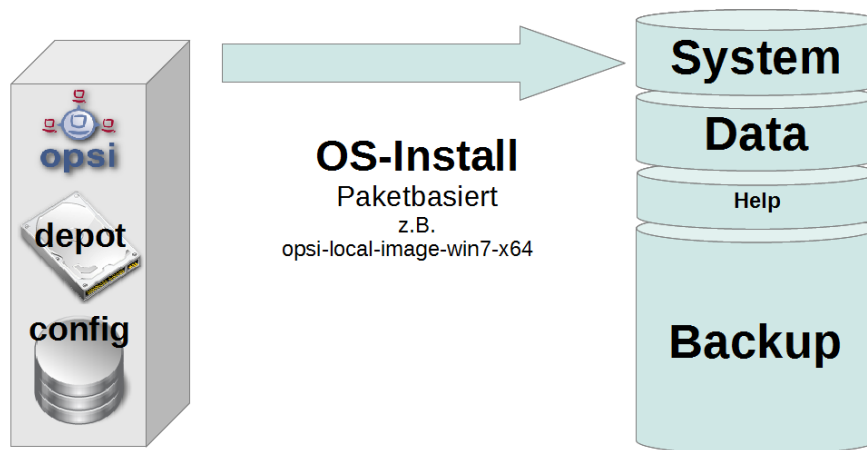 opsi
depot
config
OS-Install
Paketbasiert
z.B.
opsi-local-image-win7-x64
System
Data
Help
Backup